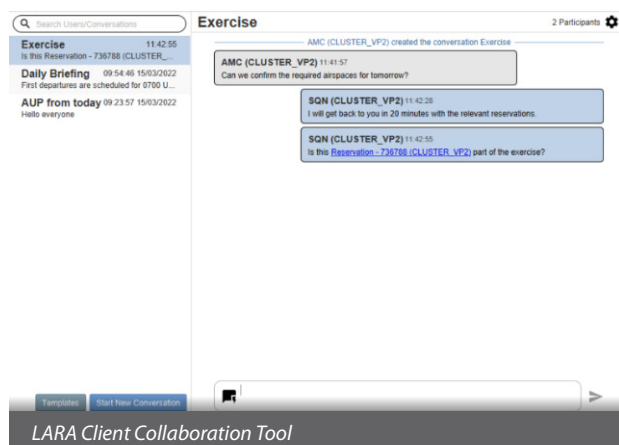 Search Users/Conversations
Exercise 11:42:55
Is this Reservation - 736788 (CLUSTER_...
Daily Briefing 09:54:46 15/03/2022
First departures are scheduled for 0700 U...
AUP from today 09:23:57 15/03/2022
Hello everyone
Templates Start New Conversation
Exercise 2 Participants
AMC (CLUSTER_VP2) created the conversation Exercise
AMC (CLUSTER_VP2) 11:41:57
Can we confirm the required airspaces for tomorrow?
SQN (CLUSTER_VP2) 11:42:28
I will get back to you in 20 minutes with the relevant reservations.
SQN (CLUSTER_VP2) 11:42:55
Is this Reservation - 736788 (CLUSTER_VP2) part of the exercise?
LARA Client Collaboration Tool